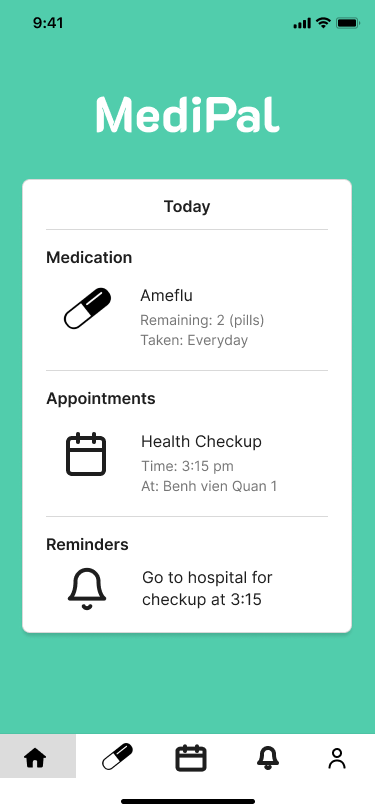 9:41
MediPal
Today
Medication
Ameflu
Remaining: 2 (pills)
Taken: Everyday
Appointments
Health Checkup
Time: 3:15 pm
At: Benh vien Quan 1
Reminders
Go to hospital for
checkup at 3:15